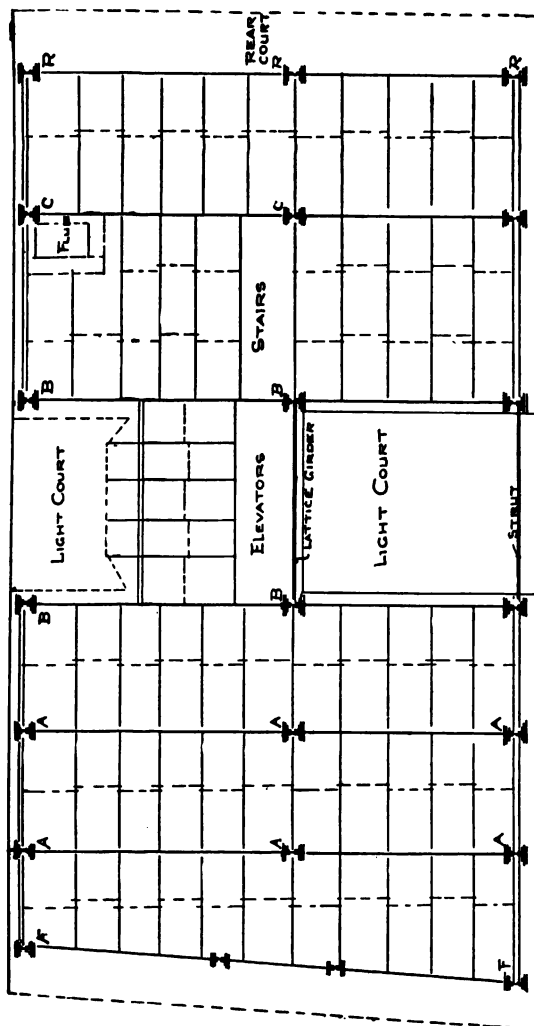 F A A B B C R
LIGHT COURT
FLUE
ELEVATORS
STAIRS
REAR
COURT
A A B B C R
LATTICE GIRDER
LIGHT COURT
F A A R
STRUT